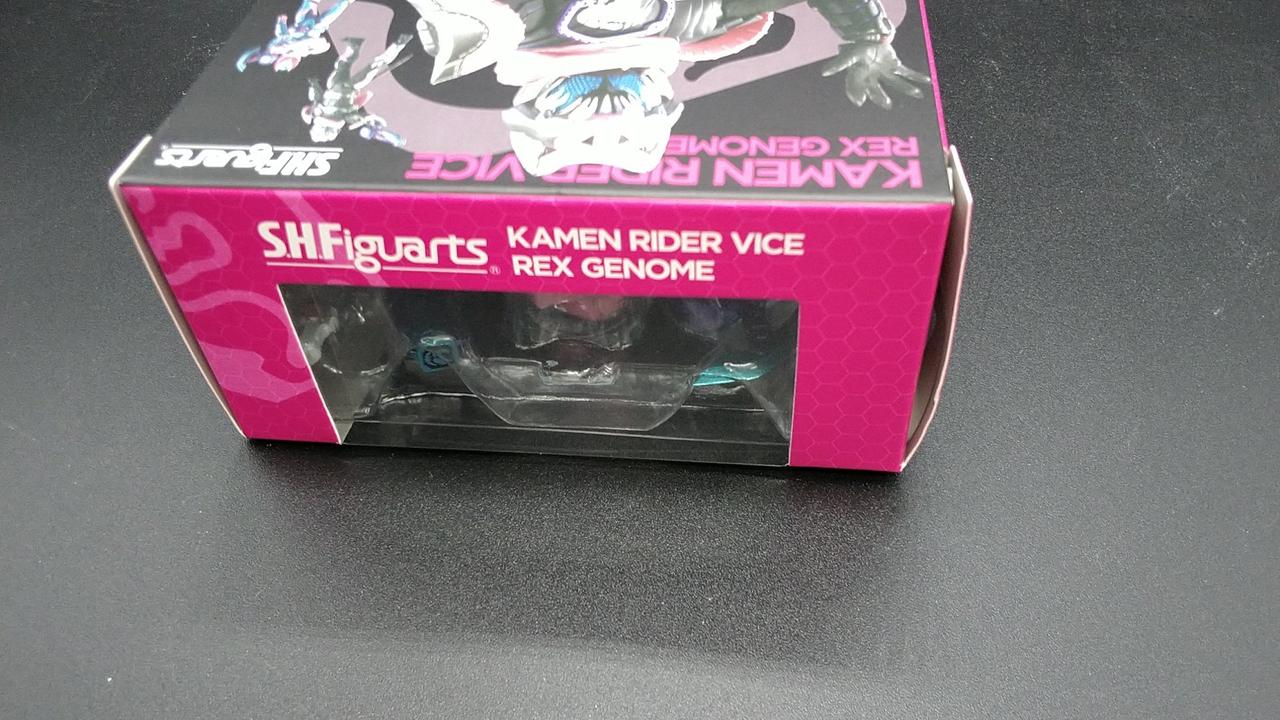 S.H.Figuarts
KAMEN RIDER VICE
REX GENOME
S.H.Figuarts ®
KAMEN RIDER VICE
REX GENOME